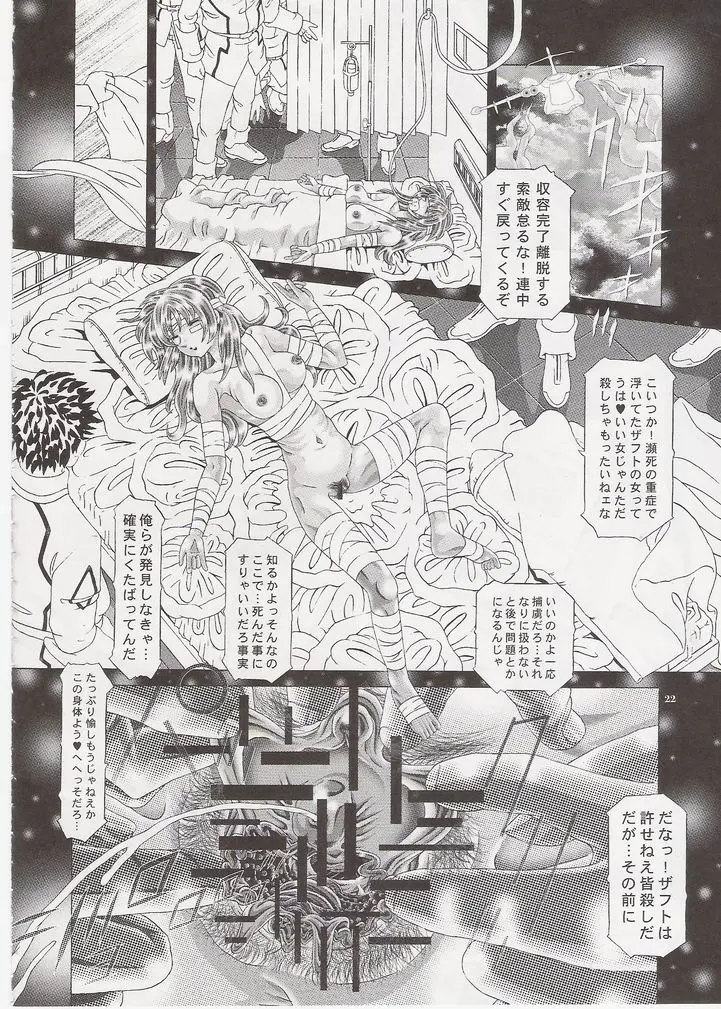 収容完了離脱する
索敵怠るな！連中
すぐ戻ってくるぞ
こいつか！瀕死の重症で
浮いてたザフトの女って
うは♥いい女じゃんただ
殺しちゃもったいねェな
いいのかよ一応
捕虜だろ…それ
なりに扱わない
と後で問題とか
になるんじゃ
知るかよっそんなの
ここで…死んだ事に
すりゃいいだろ事実
俺らが発見しなきゃ…
確実にくたばってんだ
22
だなっ！ザフトは
許せねえ皆殺しだ
だが…その前に
たっぷり愉しもうじゃねえか
この身体よう♥へへっそだろ…